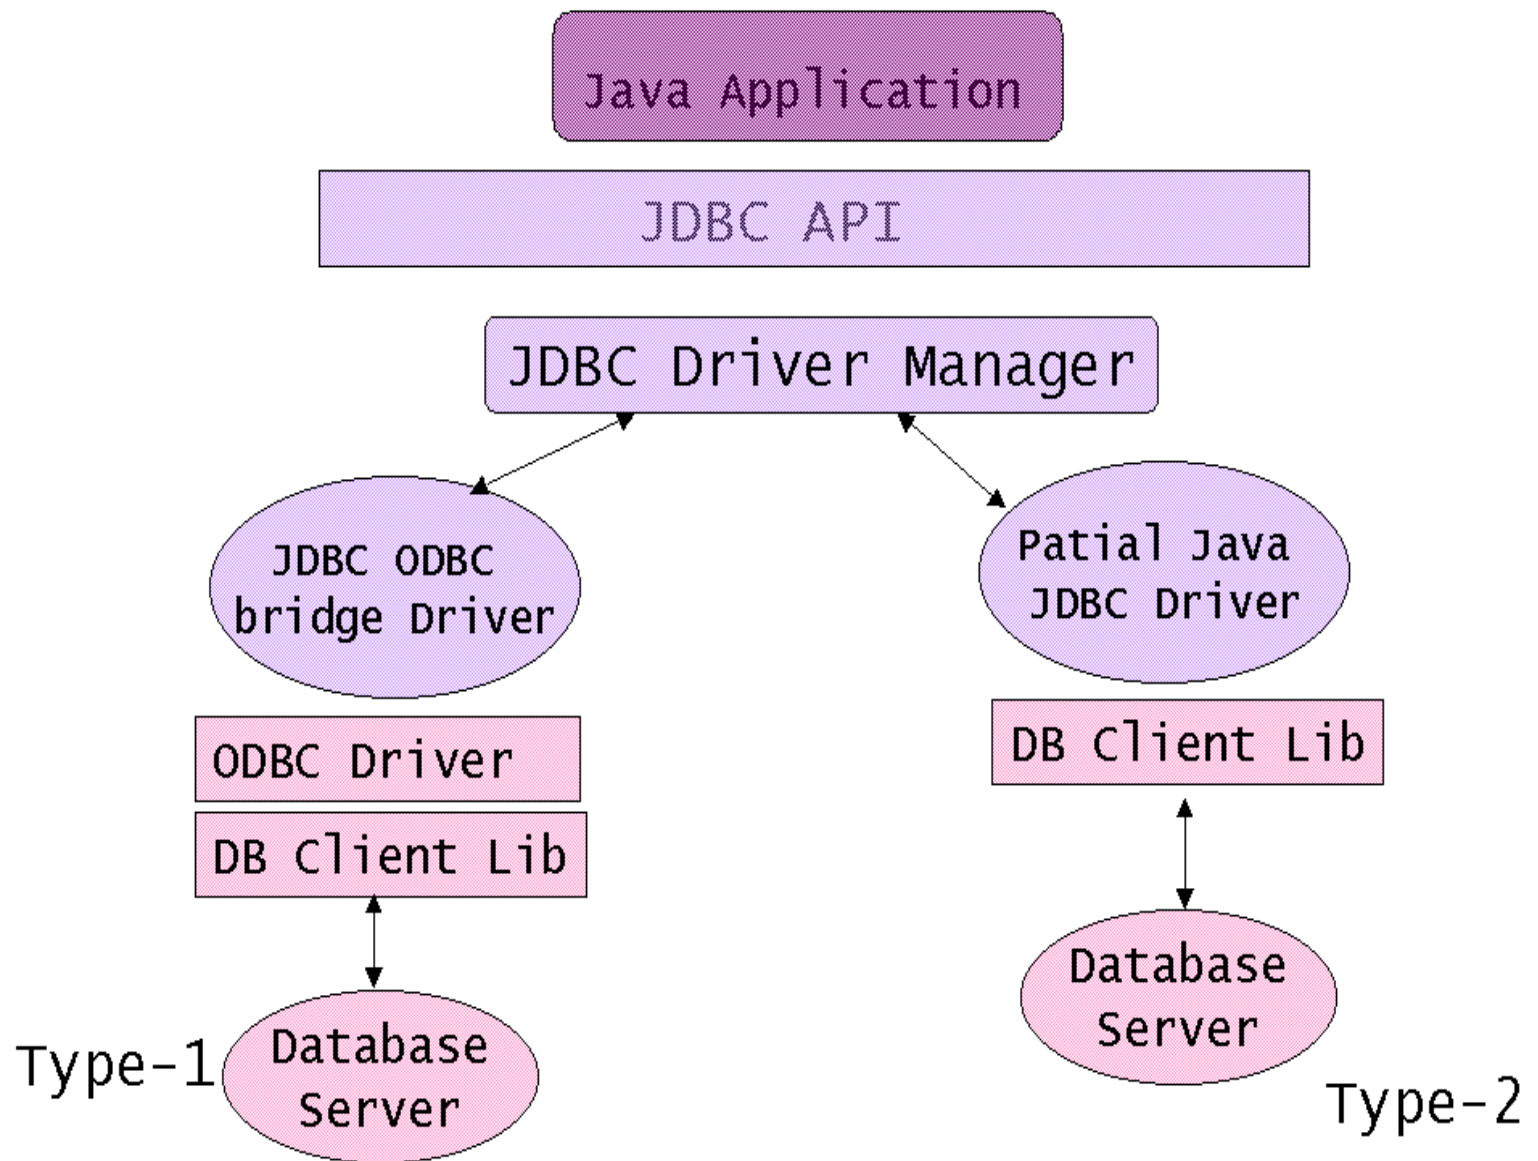 Java Application
JDBC API
JDBC Driver Manager
JDBC ODBC
bridge Driver
ODBC Driver
DB Client Lib
Database
Server
Type-1
Patial Java
JDBC Driver
DB Client Lib
Database
Server
Type-2